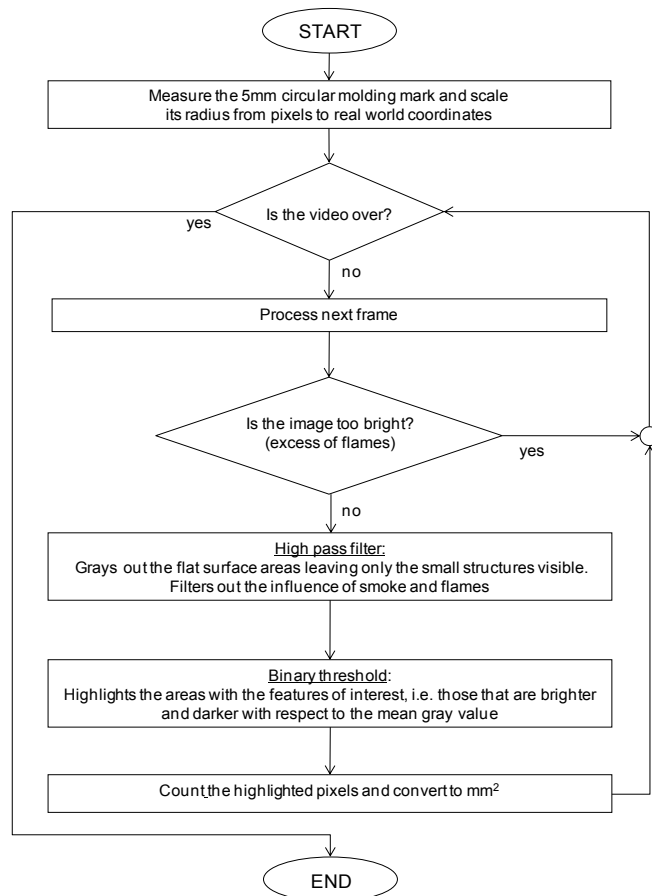 START
Measure the 5mm circular molding mark and scale
its radius from pixels to real world coordinates
Is the video over?
yes
no
Process next frame
Is the image too bright?
(excess of flames)
yes
no
High pass filter:
Grays out the flat surface areas leaving only the small structures visible.
Filters out the influence of smoke and flames
Binary threshold:
Highlights the areas with the features of interest, i.e. those that are brighter
and darker with respect to the mean gray value
Count the highlighted pixels and convert to mm²
END